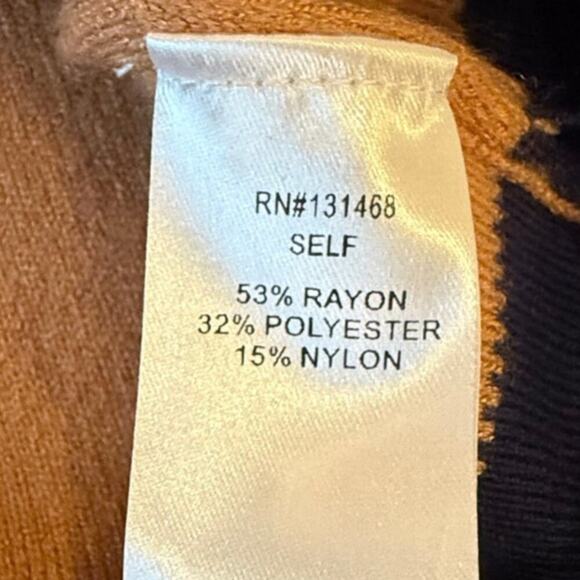 RN#131468
SELF
53% RAYON
32% POLYESTER
15% NYLON